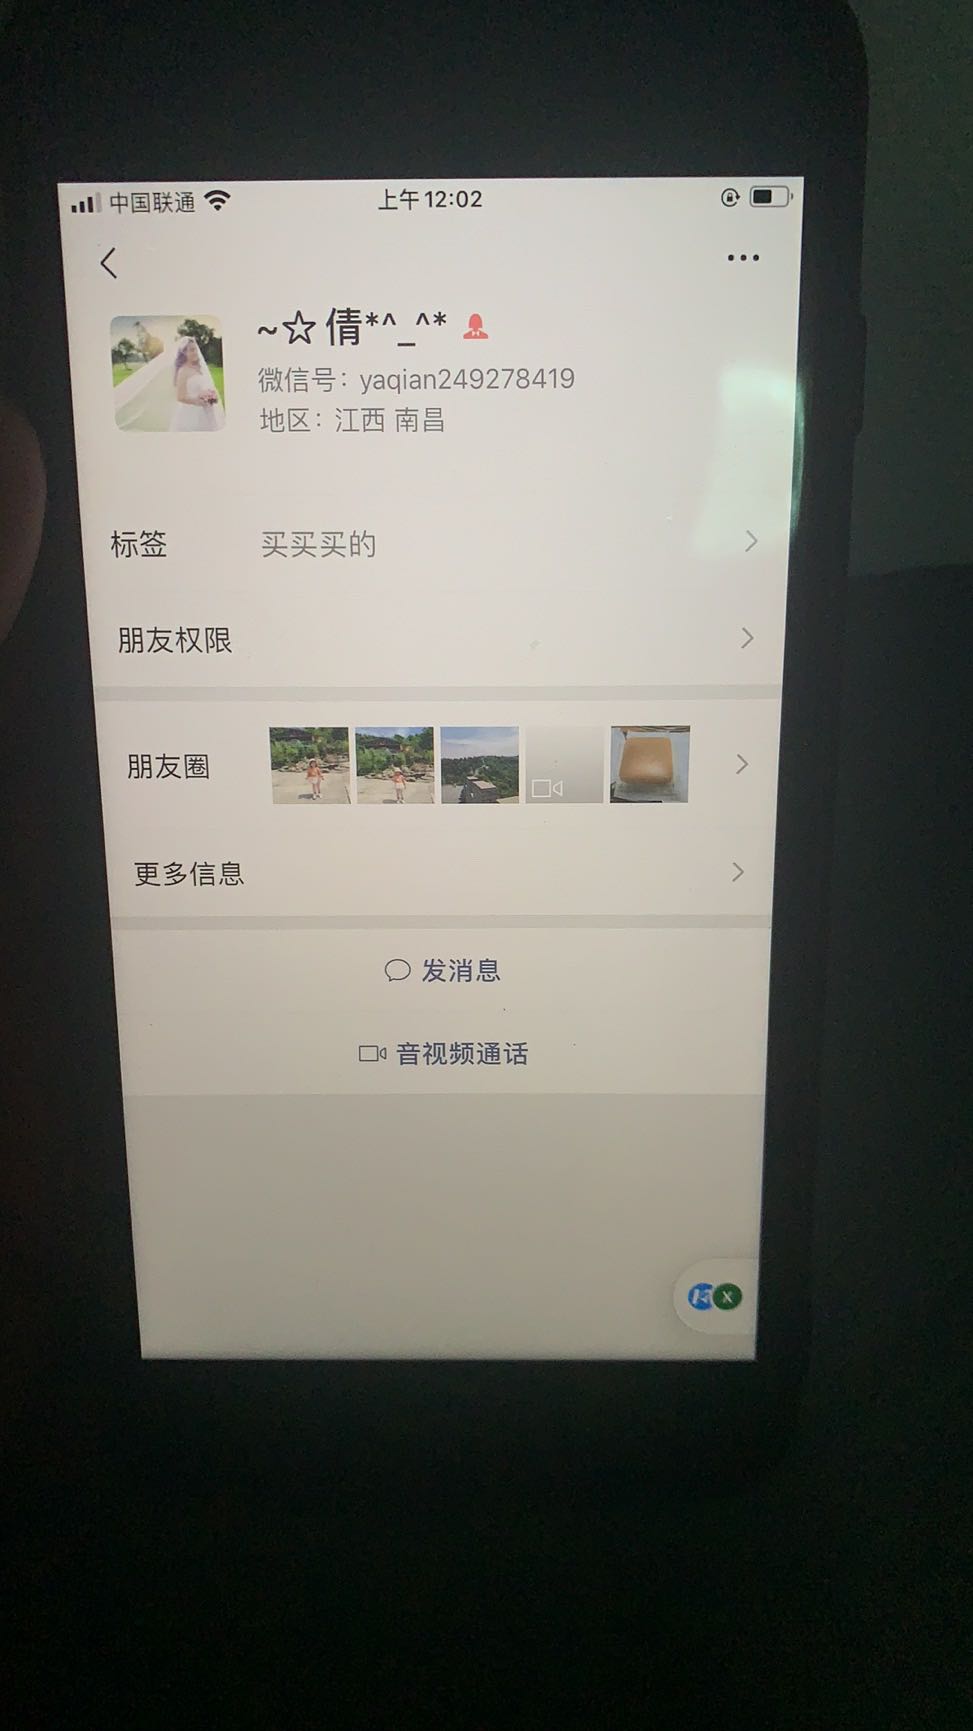 中国联通
上午12:02
~☆倩*^_^*
微信号：yaqian249278419
地区：江西 南昌
标签 买买买的
朋友权限
朋友圈
更多信息
发消息
音视频通话
X